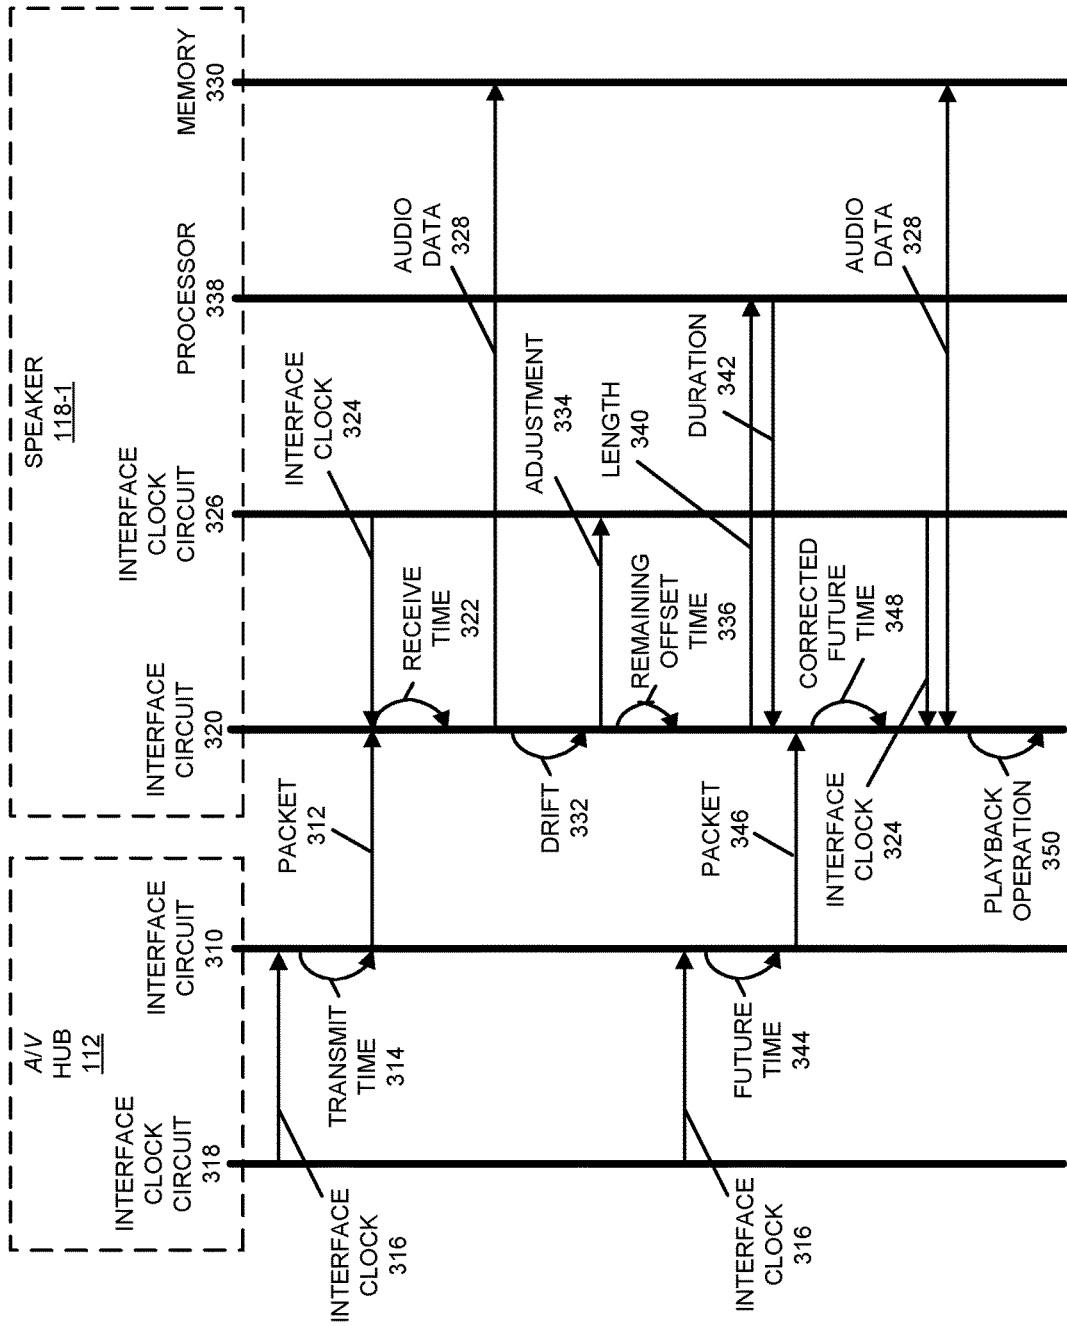 A/V
HUB
112
INTERFACE
CLOCK
CIRCUIT
318
INTERFACE
CIRCUIT
310
SPEAKER
118-1
INTERFACE
CIRCUIT
320
INTERFACE
CLOCK
CIRCUIT
326
PROCESSOR
338
MEMORY
330
INTERFACE
CLOCK
316
TRANSMIT
TIME
314
PACKET
312
INTERFACE
CLOCK
324
RECEIVE
TIME
322
AUDIO
DATA
328
DRIFT
332
ADJUSTMENT
334
REMAINING
OFFSET
TIME
336
LENGTH
340
DURATION
342
INTERFACE
CLOCK
316
FUTURE
TIME
344
PACKET
346
CORRECTED
FUTURE
TIME
348
INTERFACE
CLOCK
324
AUDIO
DATA
328
PLAYBACK
OPERATION
350